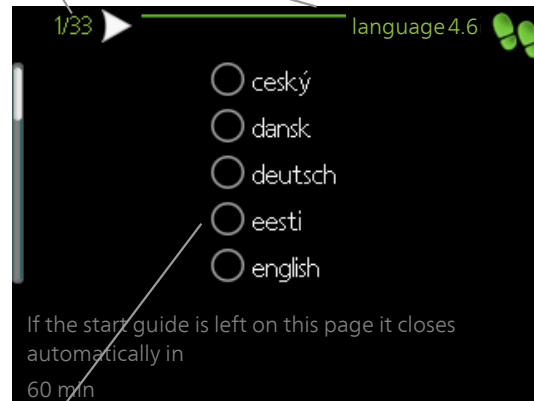 1/33
language 4.6
ceský
dansk
deutsch
eesti
english
If the start guide is left on this page it closes
automatically in
60 min